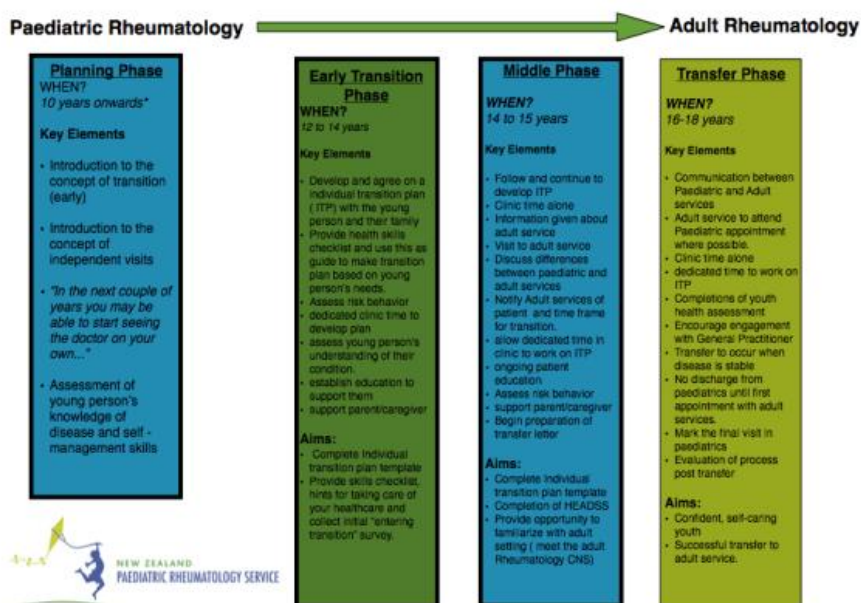 Paediatric Rheumatology
Adult Rheumatology
Planning Phase
WHEN?
10 years onwards*
Key Elements
• Introduction to the
concept of transition
(early)
• Introduction to the
concept of
independent visits
• "In the next couple of
years you may be
able to start seeing
the doctor on your
own..."
• Assessment of
young person's
knowledge of
disease and self -
management skills
Early Transition
Phase
WHEN?
12 to 14 years
Key Elements
• Develop and agree on a
individual transition plan
( ITP) with the young
person and their family
• Provide health skills
checklist and use this as
guide to make transition
plan based on young
person's needs.
• Assess risk behavior
• dedicated clinic time to
develop plan
• assess young person's
understanding of their
condition.
• establish education to
support them
• support parent/caregiver
Aims:
• Complete Individual
transition plan template
• Provide skills checklist,
hints for taking care of
your healthcare and
collect initial "entering
transition" survey.
Middle Phase
WHEN?
14 to 15 years
Key Elements
• Follow and continue to
develop ITP
• Clinic time alone
• Information given about
adult service
• Visit to adult service
• Discuss differences
between paediatric and
adult services
• Notify Adult services of
patient and time frame
for transition.
• allow dedicated time in
clinic to work on ITP
• ongoing patient
education
• Assess risk behavior
• support parent/caregiver
• Begin preparation of
transfer letter
Aims:
• Complete Individual
transition plan template
• Completion of HEADSS
• Provide opportunity to
familiarize with adult
setting ( meet the adult
Rheumatology CNS)
Transfer Phase
WHEN?
16-18 years
Key Elements
• Communication between
Paediatric and Adult
services
• Adult service to attend
Paediatric appointment
where possible.
• Clinic time alone
• dedicated time to work on
ITP
• Completions of youth
health assessment
• Encourage engagement
with General Practitioner
• Transfer to occur when
disease is stable
• No discharge from
paediatrics until first
appointment with adult
services.
• Mark the final visit in
paediatrics
• Evaluation of process
post transfer
Aims:
• Confident, self-caring
youth
• Successful transfer to
adult service.
NEW ZEALAND
PAEDIATRIC RHEUMATOLOGY SERVICE